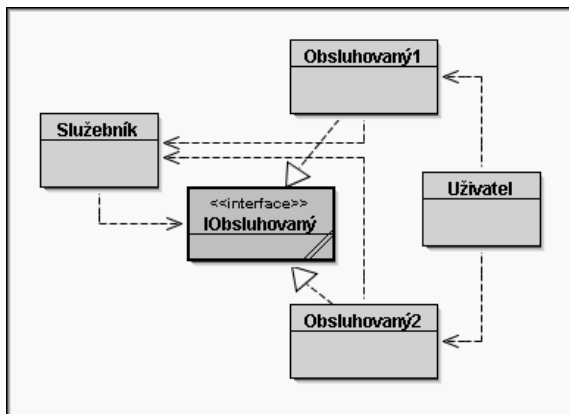 Obsluhovaný1
Služebník
<<interface>>
IObsluhovaný
Uživatel
Obsluhovaný2